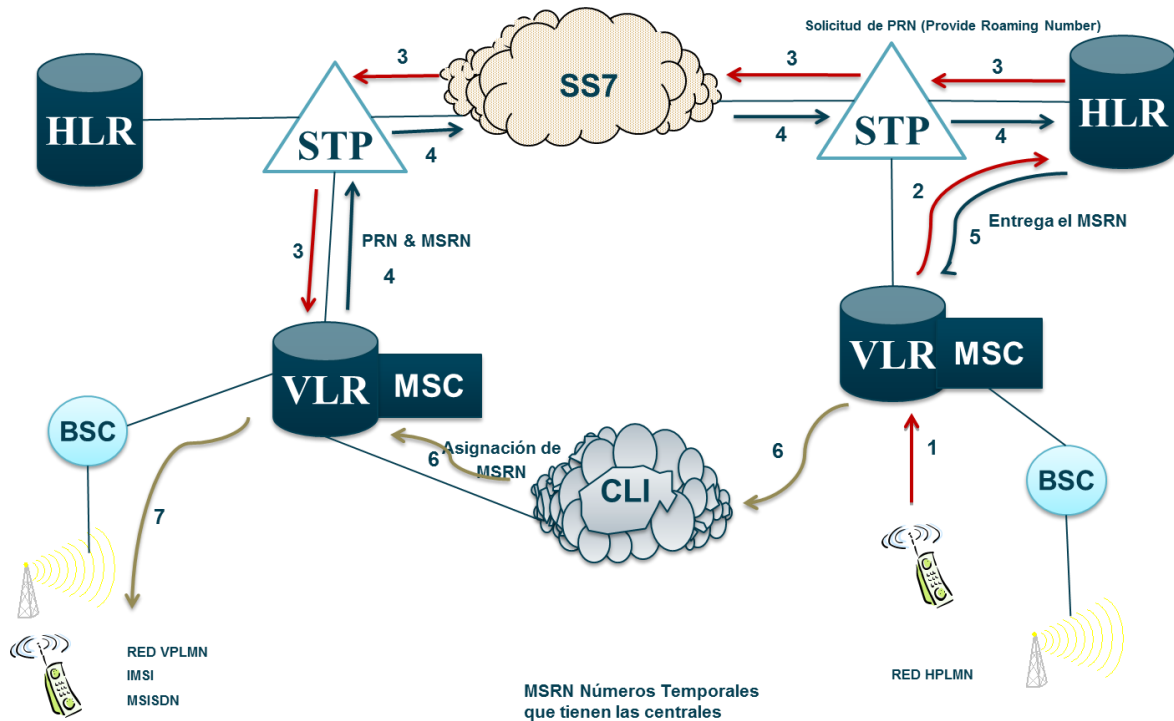 Solicitud de PRN (Provide Roaming Number)
3
3
3
SS7
HLR
STP
STP
HLR
4
4
4
2
Entrega el MSRN
5
3
PRN & MSRN
4
VLR
MSC
VLR
MSC
BSC
Asignación de
MSRN
6
6
1
CLI
BSC
7
RED VPLMN
IMSI
MSISDN
RED HPLMN
MSRN Números Temporales
que tienen las centrales